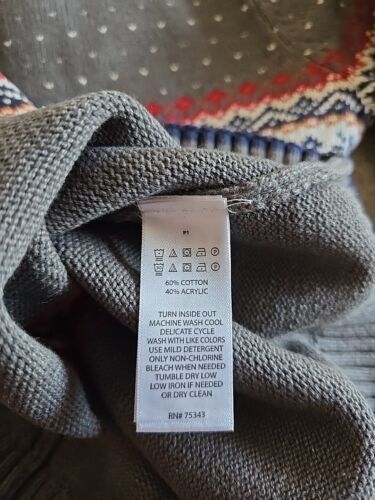 P1
60% COTTON
40% ACRYLIC
TURN INSIDE OUT
MACHINE WASH COOL
DELICATE CYCLE
WASH WITH LIKE COLORS
USE MILD DETERGENT
ONLY NON-CHLORINE
BLEACH WHEN NEEDED
TUMBLE DRY LOW
LOW IRON IF NEEDED
OR DRY CLEAN
RN# 75343